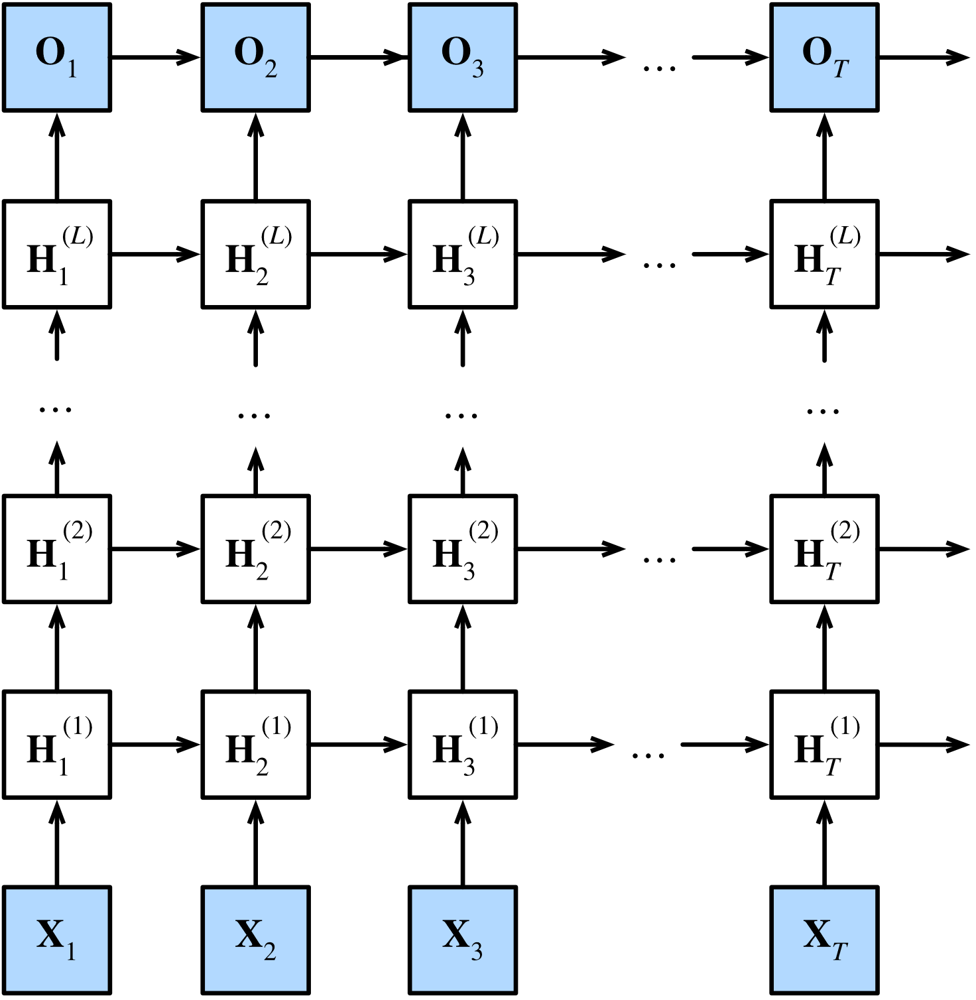 O1 O2 O3 ... OT
H1(L) H2(L) H3(L) ... HT(L)
... ... ... ...
H1(2) H2(2) H3(2) ... HT(2)
H1(1) H2(1) H3(1) ... HT(1)
X1 X2 X3 XT